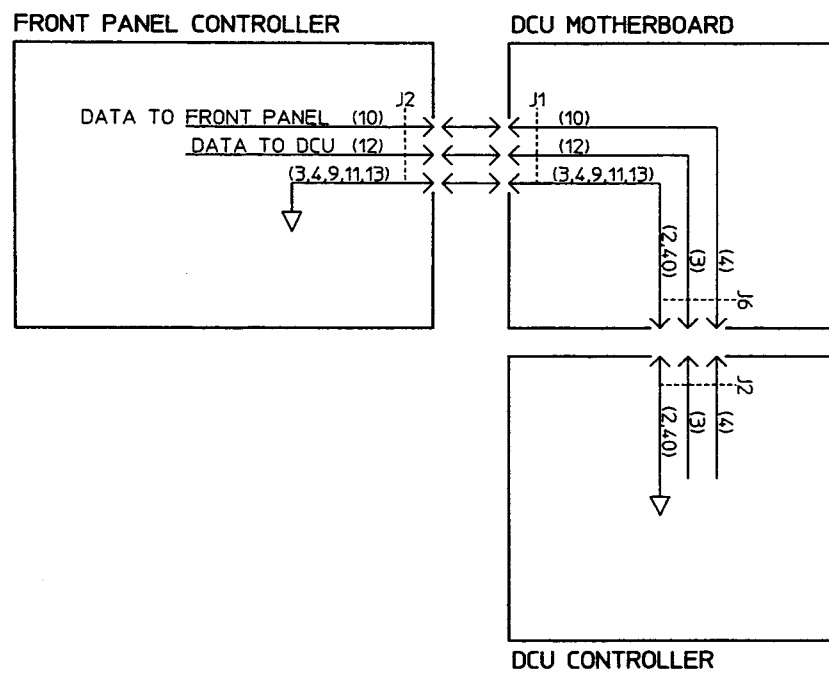 FRONT PANEL CONTROLLER
DCU MOTHERBOARD
J2
J1
DATA TO FRONT PANEL (10)
(10)
DATA TO DCU (12)
(12)
(3,4,9,11,13)
(3,4,9,11,13)
(2,40)
(3)
(4)
J6
J2
(2,40)
(3)
(4)
DCU CONTROLLER